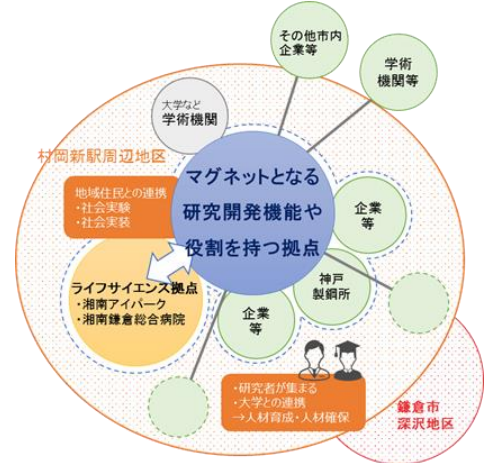 その他市内
企業等
学術
機関等
大学など
学術機関
村岡新駅周辺地区
マグネットとなる
研究開発機能や
役割を持つ拠点
地域住民との連携
・社会実験
・社会実装
企業
等
ライフサイエンス拠点
・湘南アイパーク
・湘南鎌倉総合病院
神戸
製鋼所
企業
等
・研究者が集まる
・大学との連携
→人材育成・人材確保
鎌倉市
深沢地区